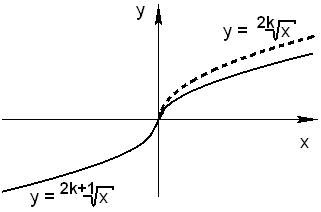 y
y = ²ᵏ√x
x
y = ²ᵏ⁺¹√x